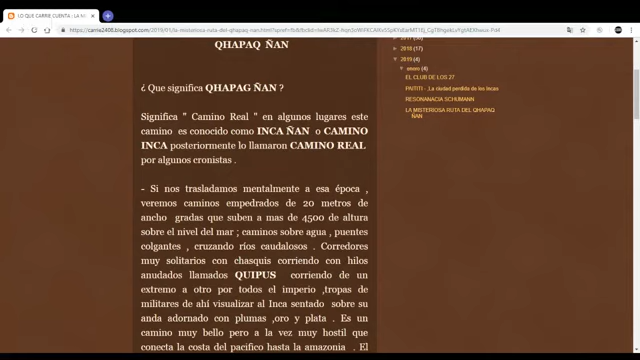 LO QUE CARRIE CUENTA : LA M
QHAPAQ ÑAN
¿ Que significa QHAPAG ÑAN ?
Significa " Camino Real " en algunos lugares este
camino es conocido como INCA ÑAN o CAMINO
INCA posteriormente lo llamaron CAMINO REAL
por algunos cronistas .
- Si nos trasladamos mentalmente a esa época ,
veremos caminos empedrados de 20 metros de
ancho gradas que suben a mas de 4500 de altura
sobre el nivel del mar ; caminos sobre agua , puentes
colgantes , cruzando ríos caudalosos . Corredores
muy solitarios con chasquis corriendo con hilos
anudados llamados QUIPUS corriendo de un
extremo a otro por todos el imperio ,tropas de
militares de ahí visualizar al Inca sentado sobre su
anda adornado con plumas ,oro y plata . Es un
camino muy bello pero a la vez muy hostil que
conecta la costa del pacifico hasta la amazonia . El
► 2018 (17)
▼ 2019 (4)
▼ enero (4)
EL CLUB DE LOS 27
PAITITI - .La ciudad perdida de los Incas
RESONANACIA SCHUMANN
LA MISTERIOSA RUTA DEL QHAPAQ
ÑAN